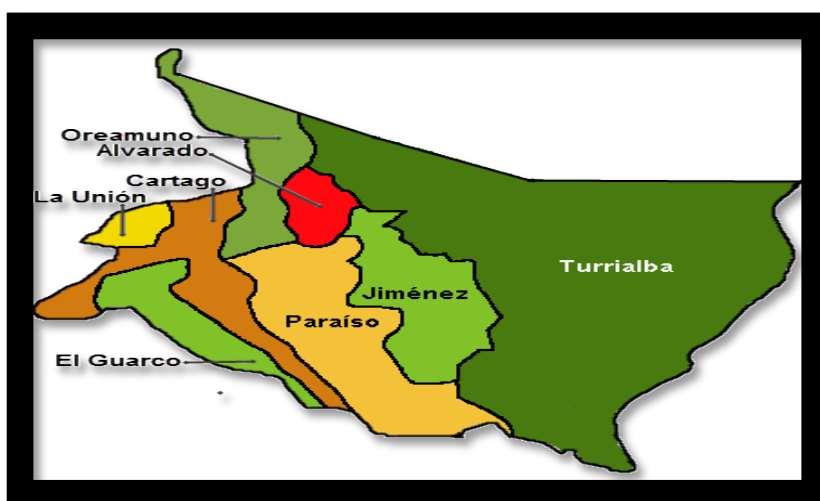 Oreamuno
Alvarado
Cartago
La Unión
Turrialba
Jiménez
Paraíso
El Guarco